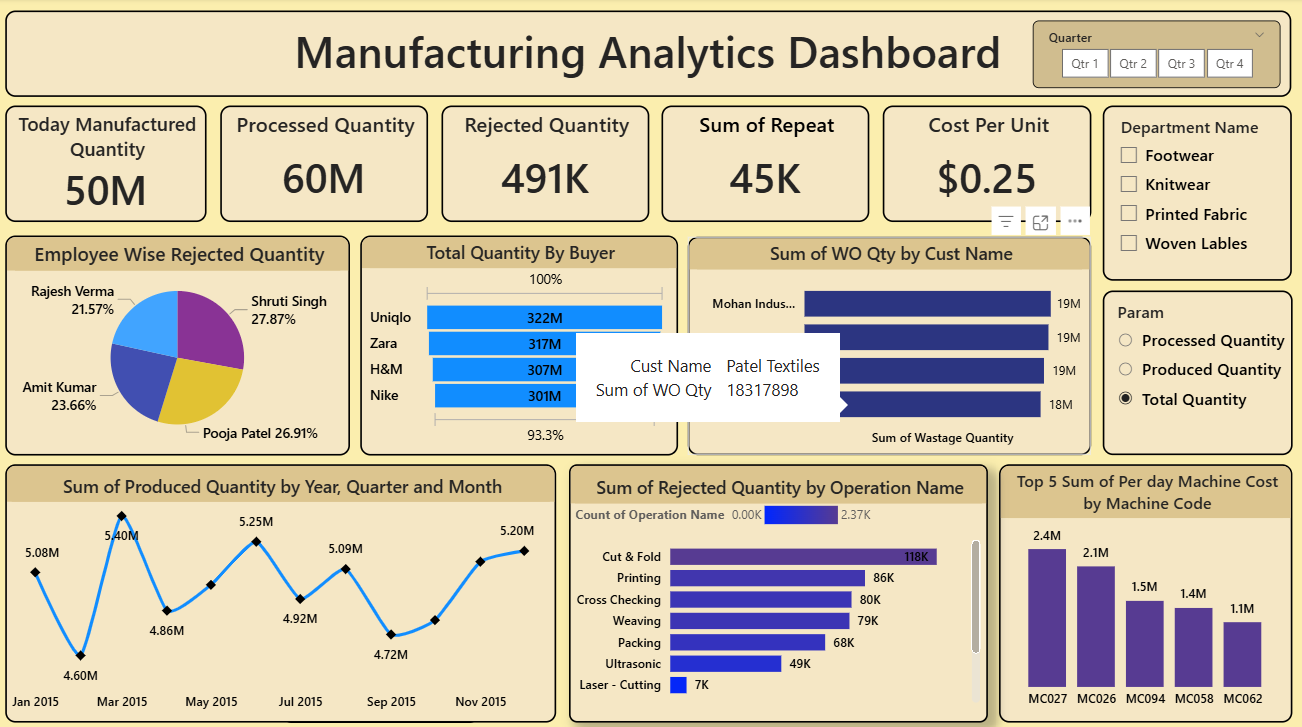 Manufacturing Analytics Dashboard
Quarter
Qtr 1
Qtr 2
Qtr 3
Qtr 4
Today Manufactured
Quantity
50M
Processed Quantity
60M
Rejected Quantity
491K
Sum of Repeat
45K
Cost Per Unit
$0.25
Department Name
Footwear
Knitwear
Printed Fabric
Woven Lables
Employee Wise Rejected Quantity
Rajesh Verma
21.57%
Shruti Singh
27.87%
Amit Kumar
23.66%
Pooja Patel 26.91%
Total Quantity By Buyer
100%
Uniqlo 322M
Zara 317M
H&M 307M
Nike 301M
93.3%
Sum of WO Qty by Cust Name
Mohan Indus... 19M
19M
19M
18M
Sum of Wastage Quantity
Cust Name Patel Textiles
Sum of WO Qty 18317898
Param
Processed Quantity
Produced Quantity
Total Quantity
Sum of Produced Quantity by Year, Quarter and Month
5.08M
4.60M
5.40M
4.86M
5.25M
4.92M
5.09M
4.72M
5.20M
Jan 2015
Mar 2015
May 2015
Jul 2015
Sep 2015
Nov 2015
Sum of Rejected Quantity by Operation Name
Count of Operation Name 0.00K 2.37K
Cut & Fold 118K
Printing 86K
Cross Checking 80K
Weaving 79K
Packing 68K
Ultrasonic 49K
Laser - Cutting 7K
Top 5 Sum of Per day Machine Cost
by Machine Code
2.4M
2.1M
1.5M
1.4M
1.1M
MC027
MC026
MC094
MC058
MC062